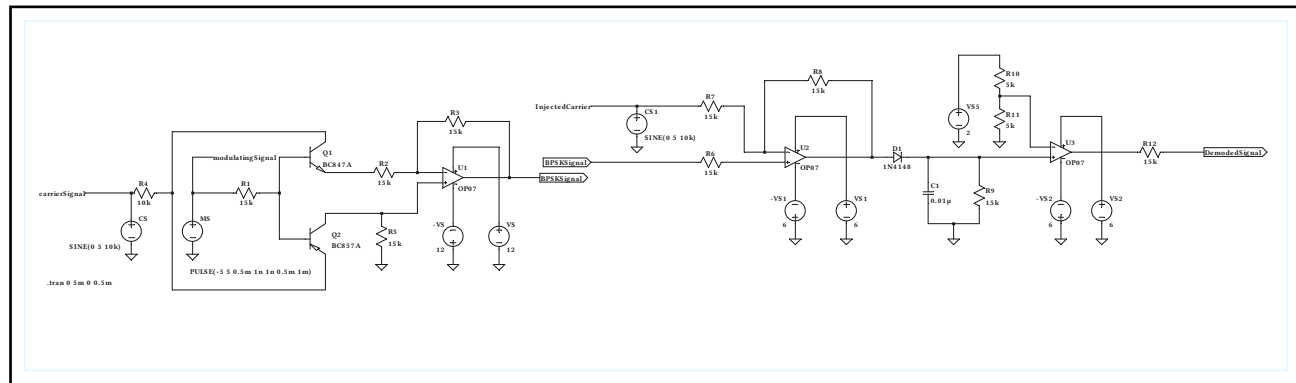 carrierSignal
R4
10k
CS
SINE(0 5 10k)
.tran 0 5m 0 0.5m
modulatingSignal
R1
15k
MS
PULSE(-5 5 0.5m 1n 1n 0.5m 1m)
Q1
BC847A
Q2
BC857A
R2
15k
R3
15k
R5
15k
U1
OP07
-VS
12
VS
12
BPSKSignal
InjectedCarrier
CS1
SINE(0 5 10k)
BPSKSignal
R7
15k
R6
15k
R8
15k
U2
OP07
-VS1
6
VS1
6
D1
1N4148
C1
0.01µ
R9
15k
VS5
2
R10
5k
R11
5k
U3
OP07
-VS2
6
VS2
6
R12
15k
DemodedSignal